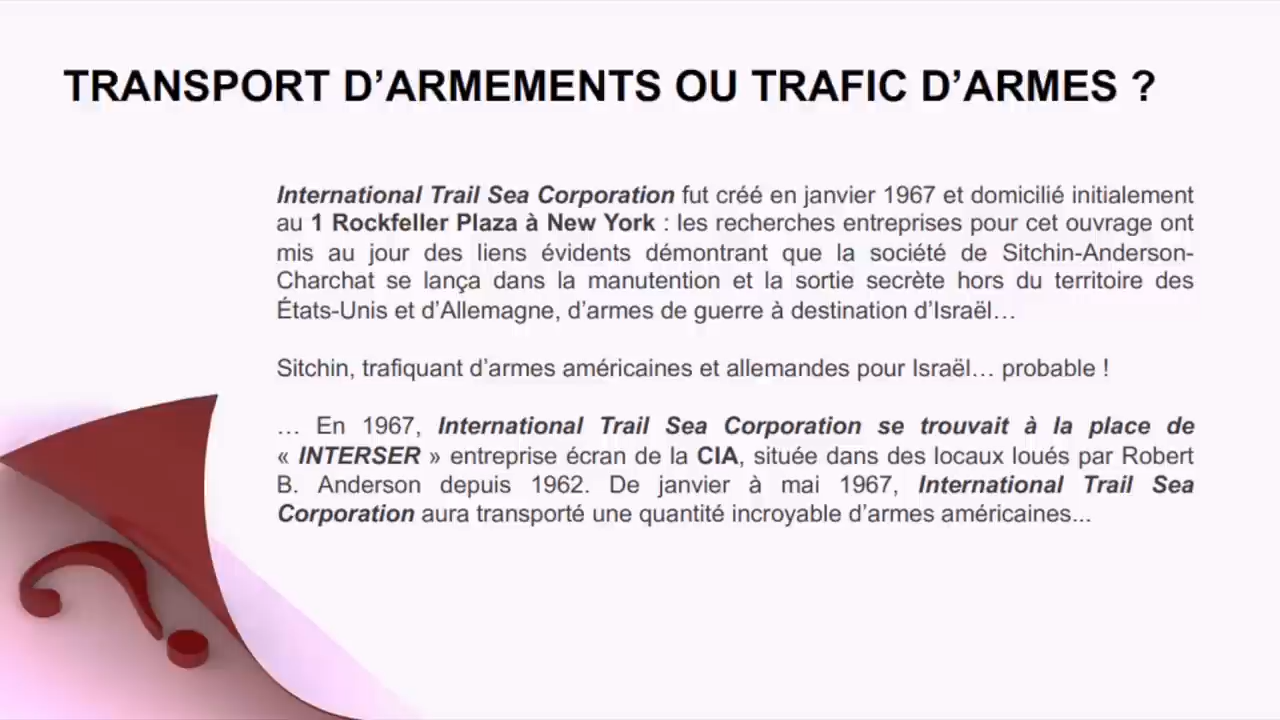 TRANSPORT D’ARMEMENTS OU TRAFIC D’ARMES ?
International Trail Sea Corporation fut créé en janvier 1967 et domicilié initialement
au 1 Rockfeller Plaza à New York : les recherches entreprises pour cet ouvrage ont
mis au jour des liens évidents démontrant que la société de Sitchin-Anderson-
Charchat se lança dans la manutention et la sortie secrète hors du territoire des
États-Unis et d’Allemagne, d’armes de guerre à destination d’Israël…
Sitchin, trafiquant d’armes américaines et allemandes pour Israël… probable !
… En 1967, International Trail Sea Corporation se trouvait à la place de
« INTERSER » entreprise écran de la CIA, située dans des locaux loués par Robert
B. Anderson depuis 1962. De janvier à mai 1967, International Trail Sea
Corporation aura transporté une quantité incroyable d’armes américaines...